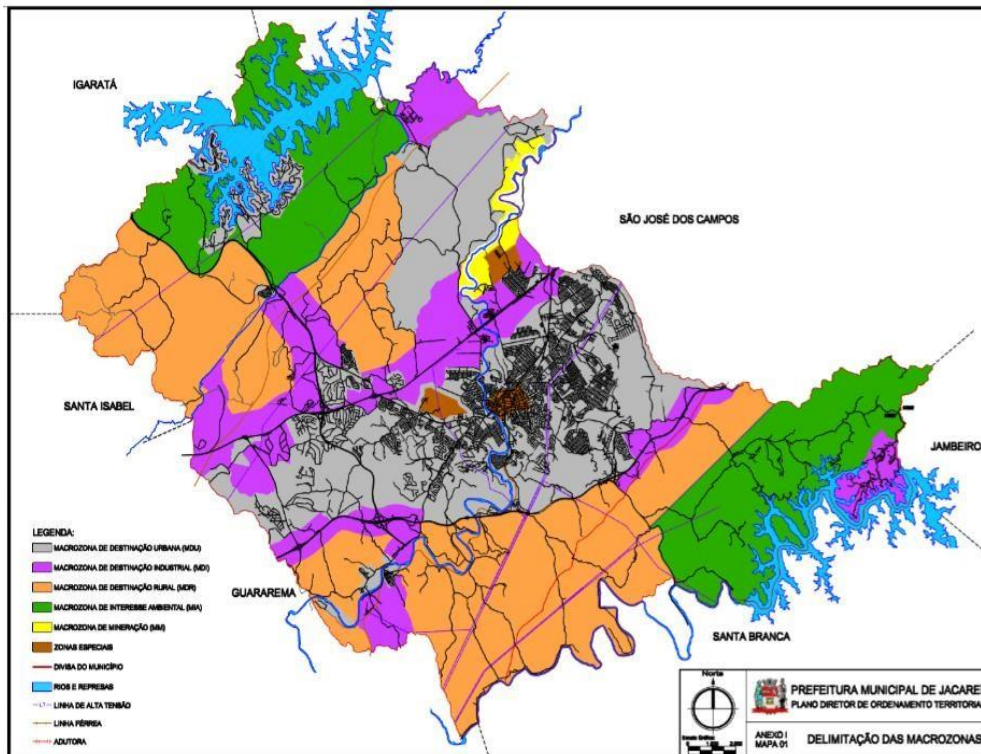 IGARATÁ
SÃO JOSÉ DOS CAMPOS
SANTA ISABEL
JAMBEIRO
GUARAREMA
SANTA BRANCA
LEGENDA:
MACROZONA DE DESTINAÇÃO URBANA (MDU)
MACROZONA DE DESTINAÇÃO INDUSTRIAL (MDI)
MACROZONA DE DESTINAÇÃO RURAL (MDR)
MACROZONA DE INTERESSE AMBIENTAL (MIA)
MACROZONA DE MINERAÇÃO (MM)
ZONAS ESPECIAIS
DIVISA DO MUNICÍPIO
RIOS E REPRESAS
LINHA DE ALTA TENSÃO
LINHA FÉRREA
ADUTORA
Norte
PREFEITURA MUNICIPAL DE JACAREI
PLANO DIRETOR DE ORDENAMENTO TERRITORIA
ANEXO I
MAPA 01
DELIMITAÇÃO DAS MACROZONAS